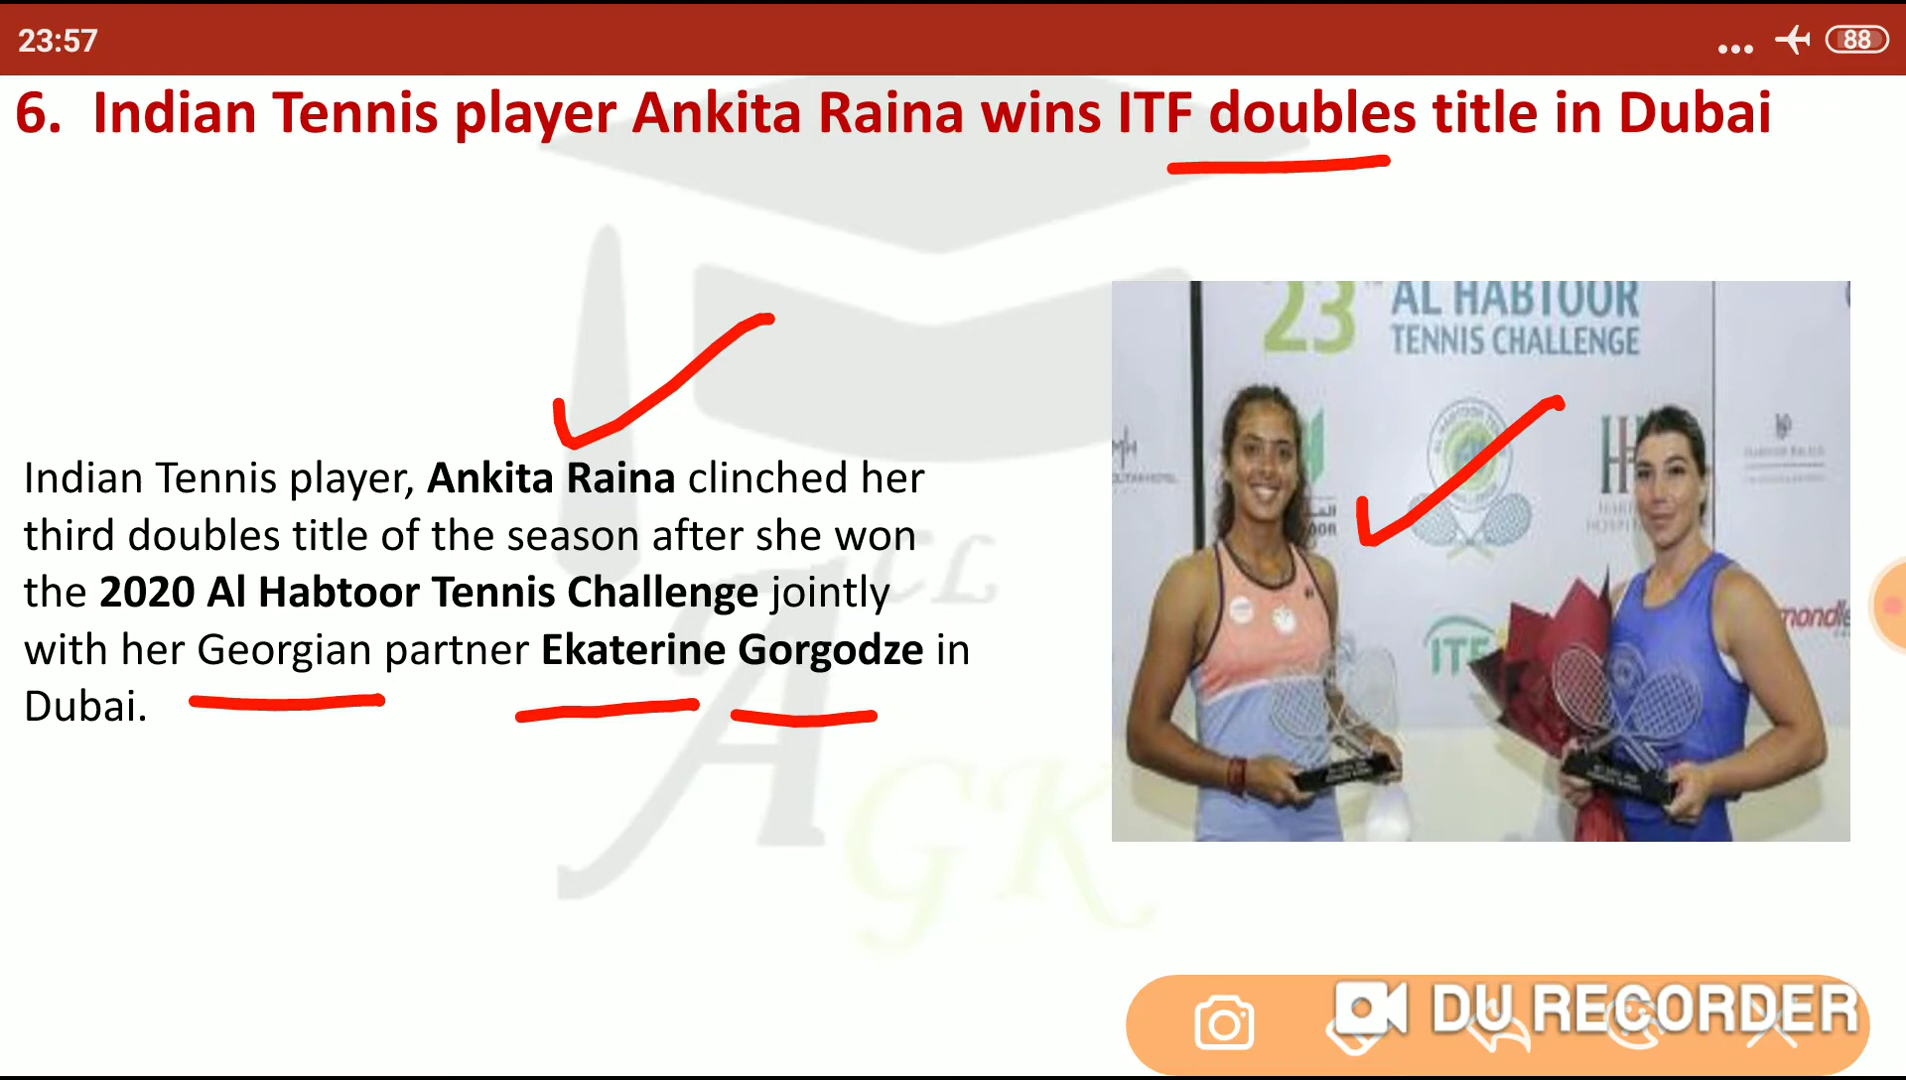 23:57
88
6. Indian Tennis player Ankita Raina wins ITF doubles title in Dubai
23
AL HABTOOR
TENNIS CHALLENGE
Indian Tennis player, Ankita Raina clinched her
third doubles title of the season after she won
the 2020 Al Habtoor Tennis Challenge jointly
with her Georgian partner Ekaterine Gorgodze in
Dubai.
ITF
A
GK
DU RECORDER